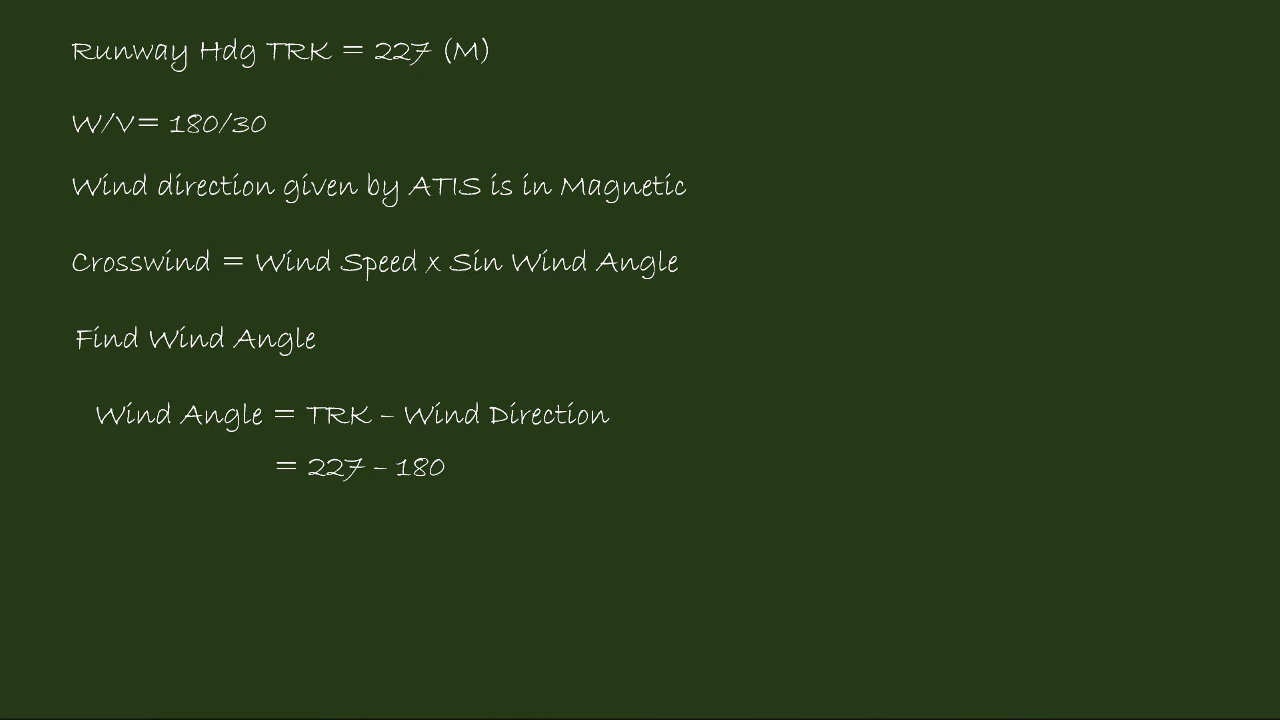 Runway Hdg TRK = 227 (M)
W/V= 180/30
Wind direction given by ATIS is in Magnetic
Crosswind = Wind Speed x Sin Wind Angle
Find Wind Angle
Wind Angle = TRK – Wind Direction
= 227 – 180